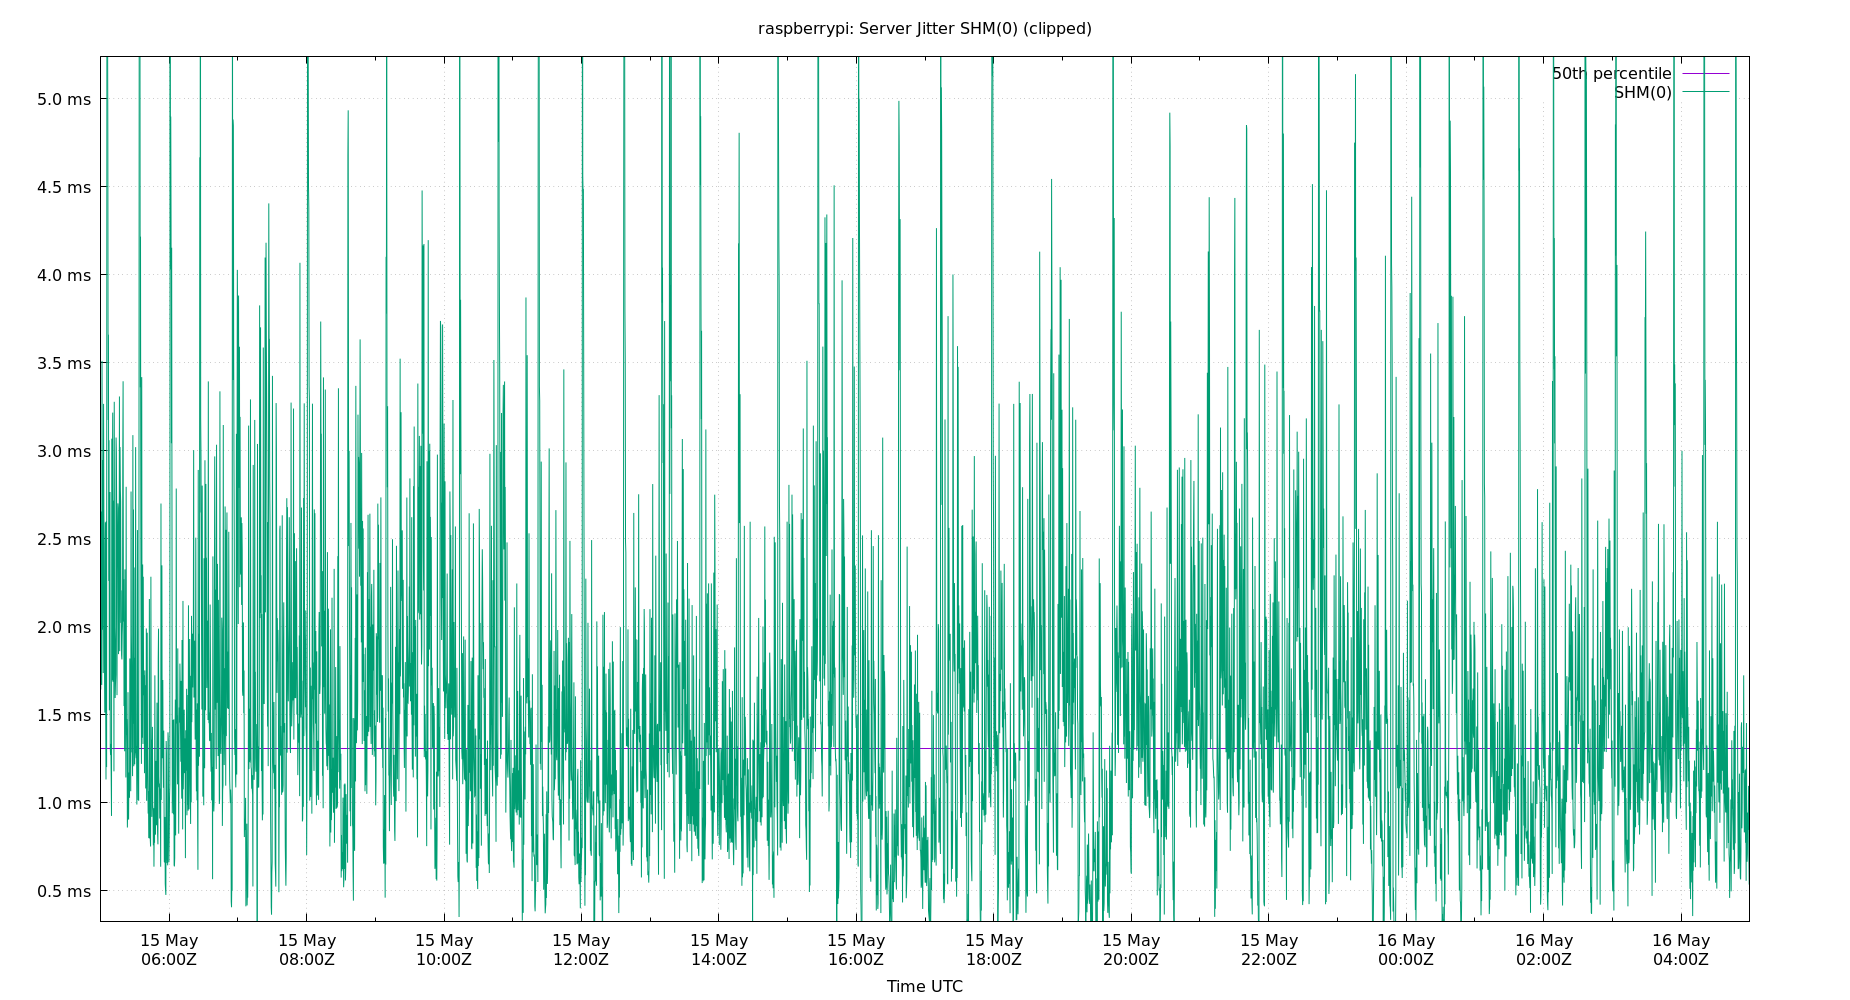 raspberrypi: Server Jitter SHM(0) (clipped)
50th percentile
SHM(0)
5.0 ms
4.5 ms
4.0 ms
3.5 ms
3.0 ms
2.5 ms
2.0 ms
1.5 ms
1.0 ms
0.5 ms
15 May 15 May 15 May 15 May 15 May 15 May 15 May 15 May 15 May 16 May 16 May 16 May
06:00Z 08:00Z 10:00Z 12:00Z 14:00Z 16:00Z 18:00Z 20:00Z 22:00Z 00:00Z 02:00Z 04:00Z
Time UTC